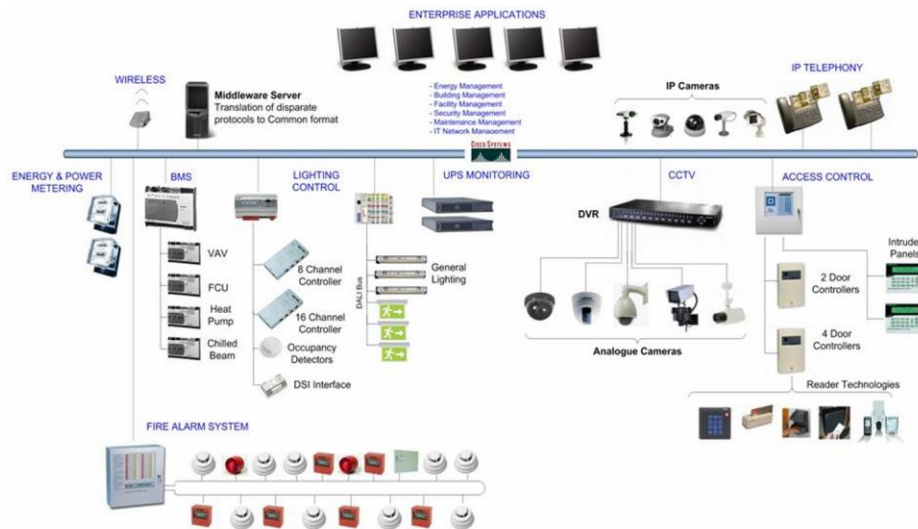 ENTERPRISE APPLICATIONS
WIRELESS
Middleware Server
Translation of disparate
protocols to Common format
- Energy Management
- Building Management
- Facility Management
- Security Management
- Maintenance Management
- IT Network Management
IP Cameras
IP TELEPHONY
CISCO SYSTEMS
ENERGY & POWER
METERING
BMS
LIGHTING
CONTROL
UPS MONITORING
CCTV
ACCESS CONTROL
DVR
VAV
FCU
Heat
Pump
Chilled
Beam
8 Channel
Controller
16 Channel
Controller
Occupancy
Detectors
DSI Interface
DALI Bus
General
Lighting
Analogue Cameras
Intruder
Panels
2 Door
Controllers
4 Door
Controllers
Reader Technologies
FIRE ALARM SYSTEM